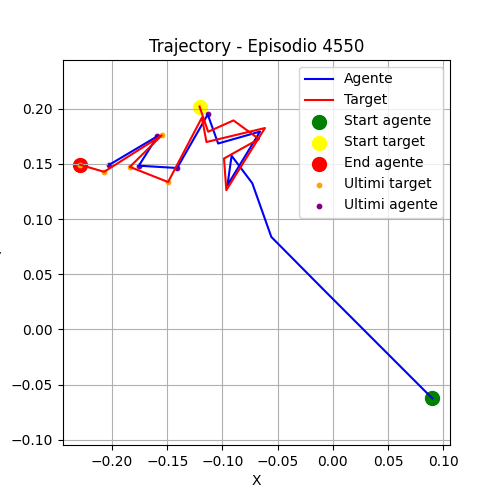 Trajectory - Episodio 4550
Agente
Target
Start agente
Start target
End agente
Ultimi target
Ultimi agente
0.20
0.15
0.10
0.05
0.00
−0.05
−0.10
−0.20
−0.15
−0.10
−0.05
0.00
0.05
0.10
X